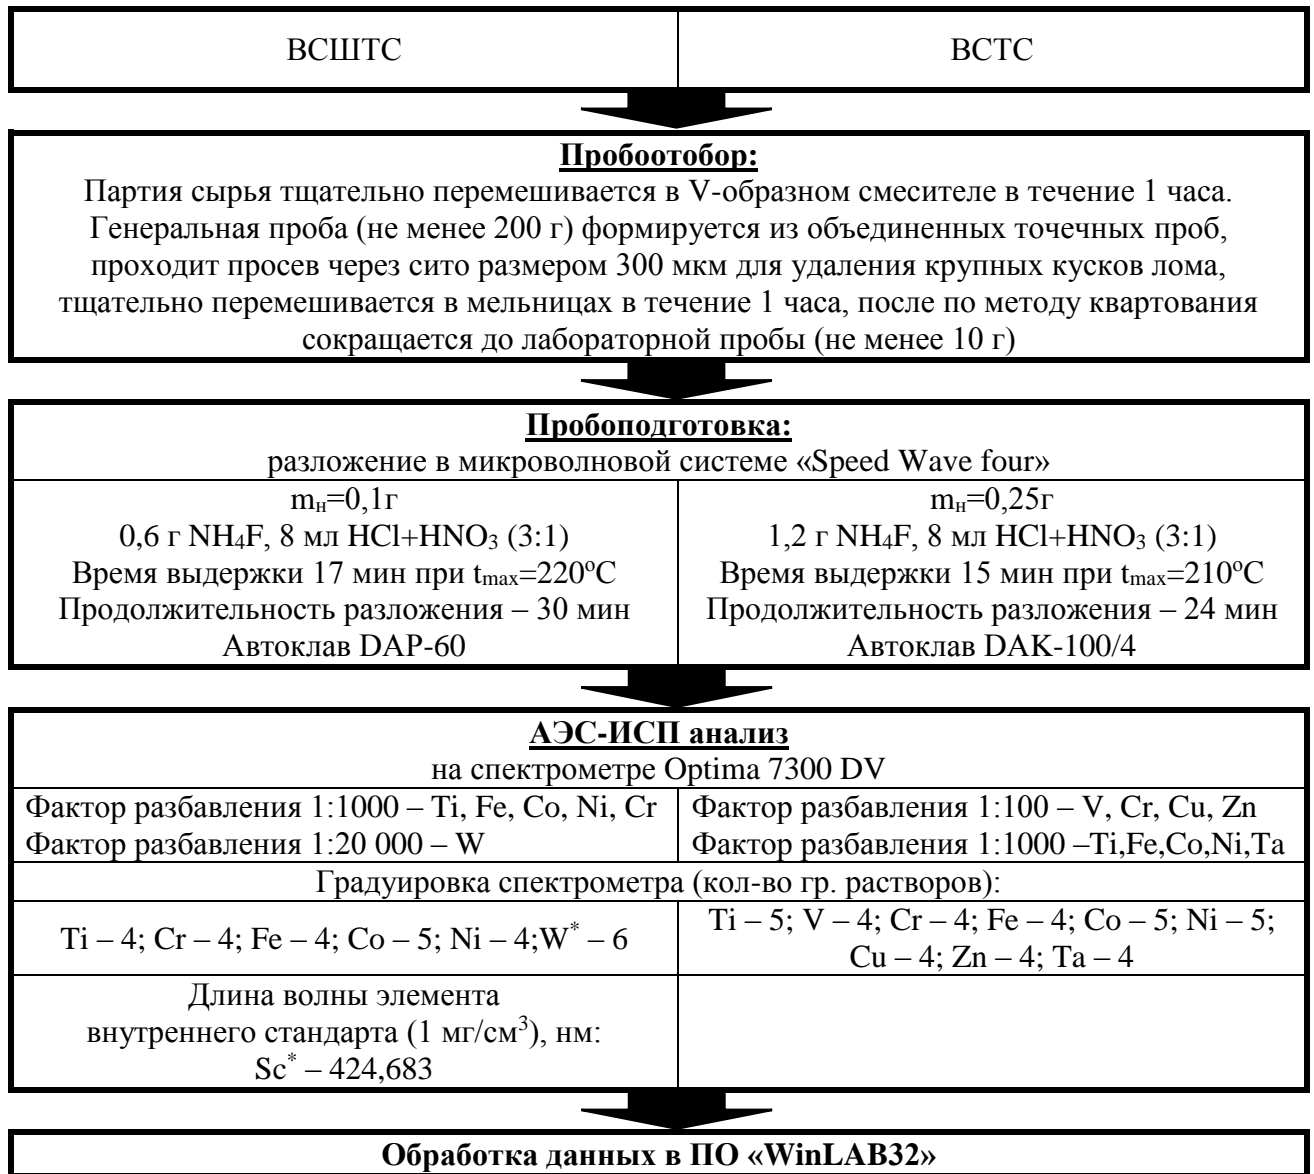 ВСШТС
ВСТС
Пробоотбор:
Партия сырья тщательно перемешивается в V-образном смесителе в течение 1 часа.
Генеральная проба (не менее 200 г) формируется из объединенных точечных проб,
проходит просев через сито размером 300 мкм для удаления крупных кусков лома,
тщательно перемешивается в мельницах в течение 1 часа, после по методу квартования
сокращается до лабораторной пробы (не менее 10 г)
Пробоподготовка:
разложение в микроволновой системе «Speed Wave four»
mн=0,1г
0,6 г NH4F, 8 мл HCl+HNO3 (3:1)
Время выдержки 17 мин при tmax=220ºС
Продолжительность разложения – 30 мин
Автоклав DAP-60
mн=0,25г
1,2 г NH4F, 8 мл HCl+HNO3 (3:1)
Время выдержки 15 мин при tmax=210ºС
Продолжительность разложения – 24 мин
Автоклав DAK-100/4
АЭС-ИСП анализ
на спектрометре Optima 7300 DV
Фактор разбавления 1:1000 – Ti, Fe, Co, Ni, Cr
Фактор разбавления 1:20 000 – W
Фактор разбавления 1:100 – V, Cr, Cu, Zn
Фактор разбавления 1:1000 –Ti,Fe,Co,Ni,Ta
Градуировка спектрометра (кол-во гр. растворов):
Ti – 4; Cr – 4; Fe – 4; Co – 5; Ni – 4;W* – 6
Ti – 5; V – 4; Cr – 4; Fe – 4; Co – 5; Ni – 5;
Cu – 4; Zn – 4; Ta – 4
Длина волны элемента
внутреннего стандарта (1 мг/см³), нм:
Sc* – 424,683
Обработка данных в ПО «WinLAB32»